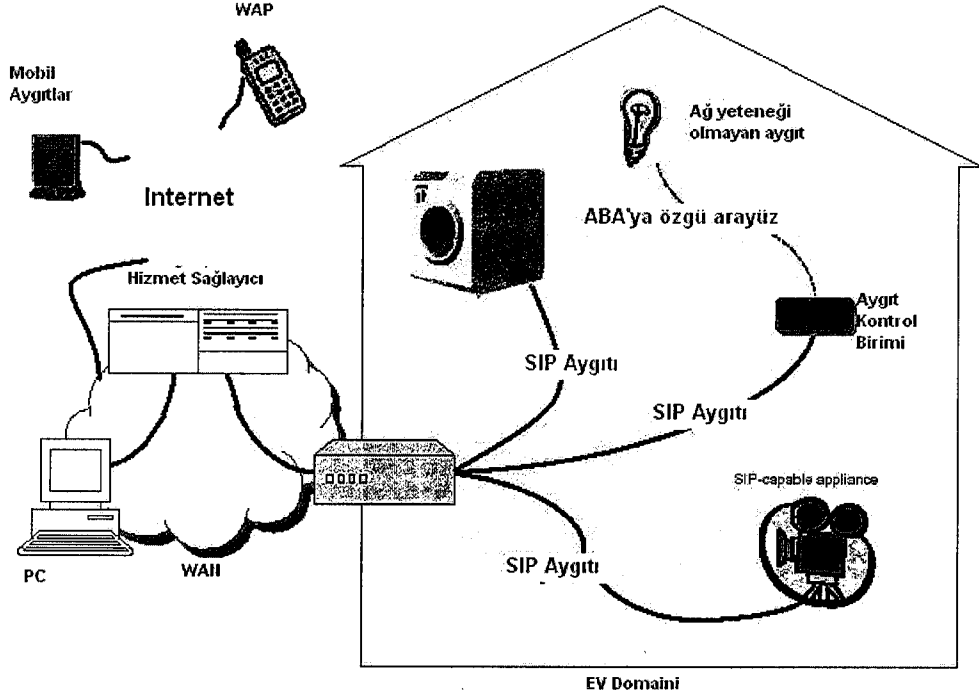 WAP
Mobil
Aygıtlar
Internet
Ağ yeteneği
olmayan aygıt
ABA'ya özgü arayüz
Hizmet Sağlayıcı
Aygıt
Kontrol
Birimi
SIP Aygıtı
SIP Aygıtı
SIP-capable appliance
SIP Aygıtı
PC
WAN
EV Domaini